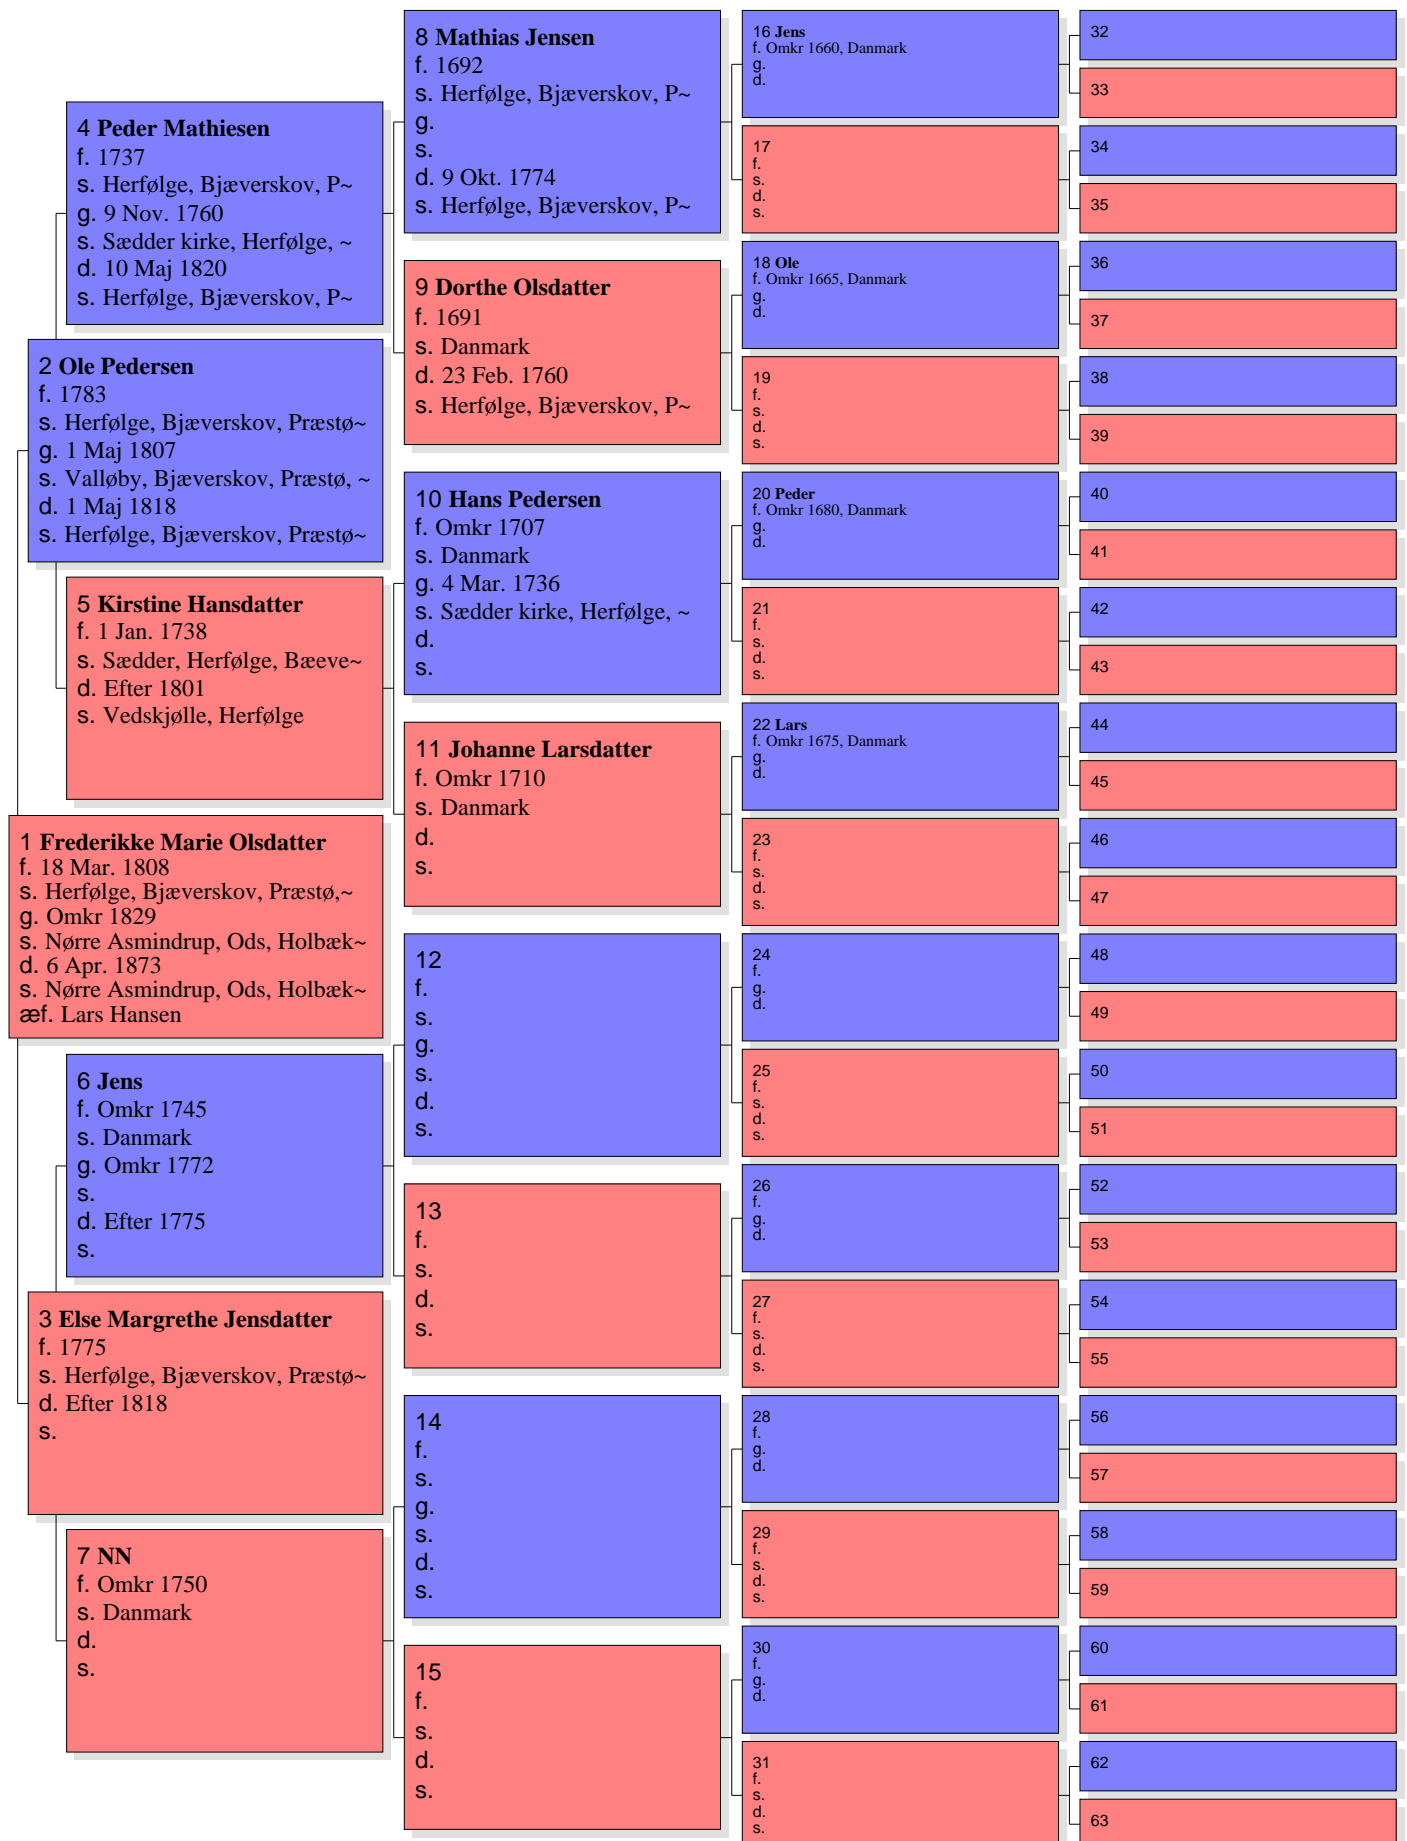 8 Mathias Jensen
f. 1692
s. Herfølge, Bjæverskov, P~
g.
s.
d. 9 Okt. 1774
s. Herfølge, Bjæverskov, P~
16 Jens
f. Omkr 1660, Danmark
g.
d.
32
33
4 Peder Mathiesen
f. 1737
s. Herfølge, Bjæverskov, P~
g. 9 Nov. 1760
s. Sædder kirke, Herfølge, ~
d. 10 Maj 1820
s. Herfølge, Bjæverskov, P~
17
f.
s.
d.
s.
34
35
9 Dorthe Olsdatter
f. 1691
s. Danmark
d. 23 Feb. 1760
s. Herfølge, Bjæverskov, P~
18 Ole
f. Omkr 1665, Danmark
g.
d.
36
37
2 Ole Pedersen
f. 1783
s. Herfølge, Bjæverskov, Præstø~
g. 1 Maj 1807
s. Valløby, Bjæverskov, Præstø, ~
d. 1 Maj 1818
s. Herfølge, Bjæverskov, Præstø~
19
f.
s.
d.
s.
38
39
10 Hans Pedersen
f. Omkr 1707
s. Danmark
g. 4 Mar. 1736
s. Sædder kirke, Herfølge, ~
d.
s.
20 Peder
f. Omkr 1680, Danmark
g.
d.
40
41
5 Kirstine Hansdatter
f. 1 Jan. 1738
s. Sædder, Herfølge, Bæeve~
d. Efter 1801
s. Vedskjølle, Herfølge
21
f.
s.
d.
s.
42
43
11 Johanne Larsdatter
f. Omkr 1710
s. Danmark
d.
s.
22 Lars
f. Omkr 1675, Danmark
g.
d.
44
45
1 Frederikke Marie Olsdatter
f. 18 Mar. 1808
s. Herfølge, Bjæverskov, Præstø,~
g. Omkr 1829
s. Nørre Asmindrup, Ods, Holbæk~
d. 6 Apr. 1873
s. Nørre Asmindrup, Ods, Holbæk~
æf. Lars Hansen
23
f.
s.
d.
s.
46
47
12
f.
s.
g.
s.
d.
s.
24
f.
g.
d.
48
49
6 Jens
f. Omkr 1745
s. Danmark
g. Omkr 1772
s.
d. Efter 1775
s.
25
f.
s.
d.
s.
50
51
13
f.
s.
d.
s.
26
f.
g.
d.
52
53
3 Else Margrethe Jensdatter
f. 1775
s. Herfølge, Bjæverskov, Præstø~
d. Efter 1818
s.
27
f.
s.
d.
s.
54
55
14
f.
s.
g.
s.
d.
s.
28
f.
g.
d.
56
57
7 NN
f. Omkr 1750
s. Danmark
d.
s.
29
f.
s.
d.
s.
58
59
15
f.
s.
d.
s.
30
f.
g.
d.
60
61
31
f.
s.
d.
s.
62
63